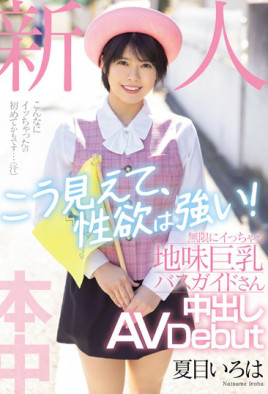 新人
こんなに
イッちゃったの
初めてかもです…(汗)
こう見えて、
性欲は強い!
無限にイっちゃう
地味巨乳
バスガイドさん
中出し
AV Debut
本中
夏目いろは
Natsume Iroha